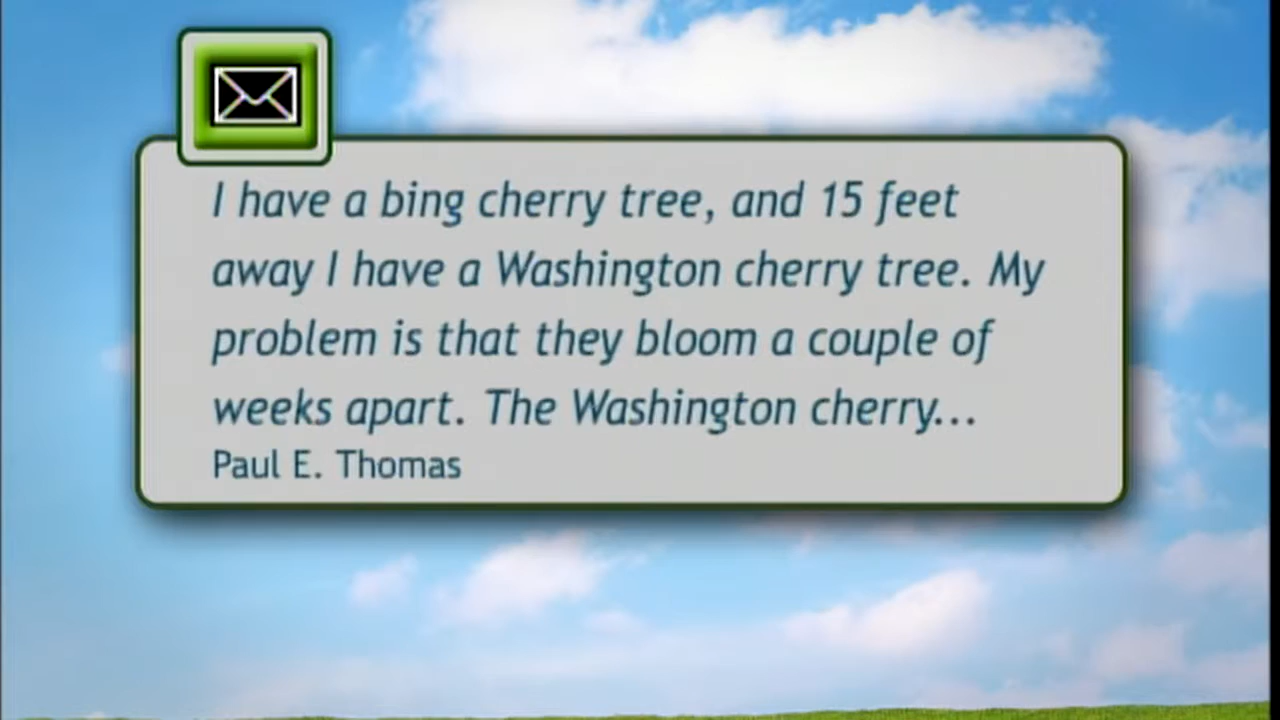 I have a bing cherry tree, and 15 feet
away I have a Washington cherry tree. My
problem is that they bloom a couple of
weeks apart. The Washington cherry...
Paul E. Thomas